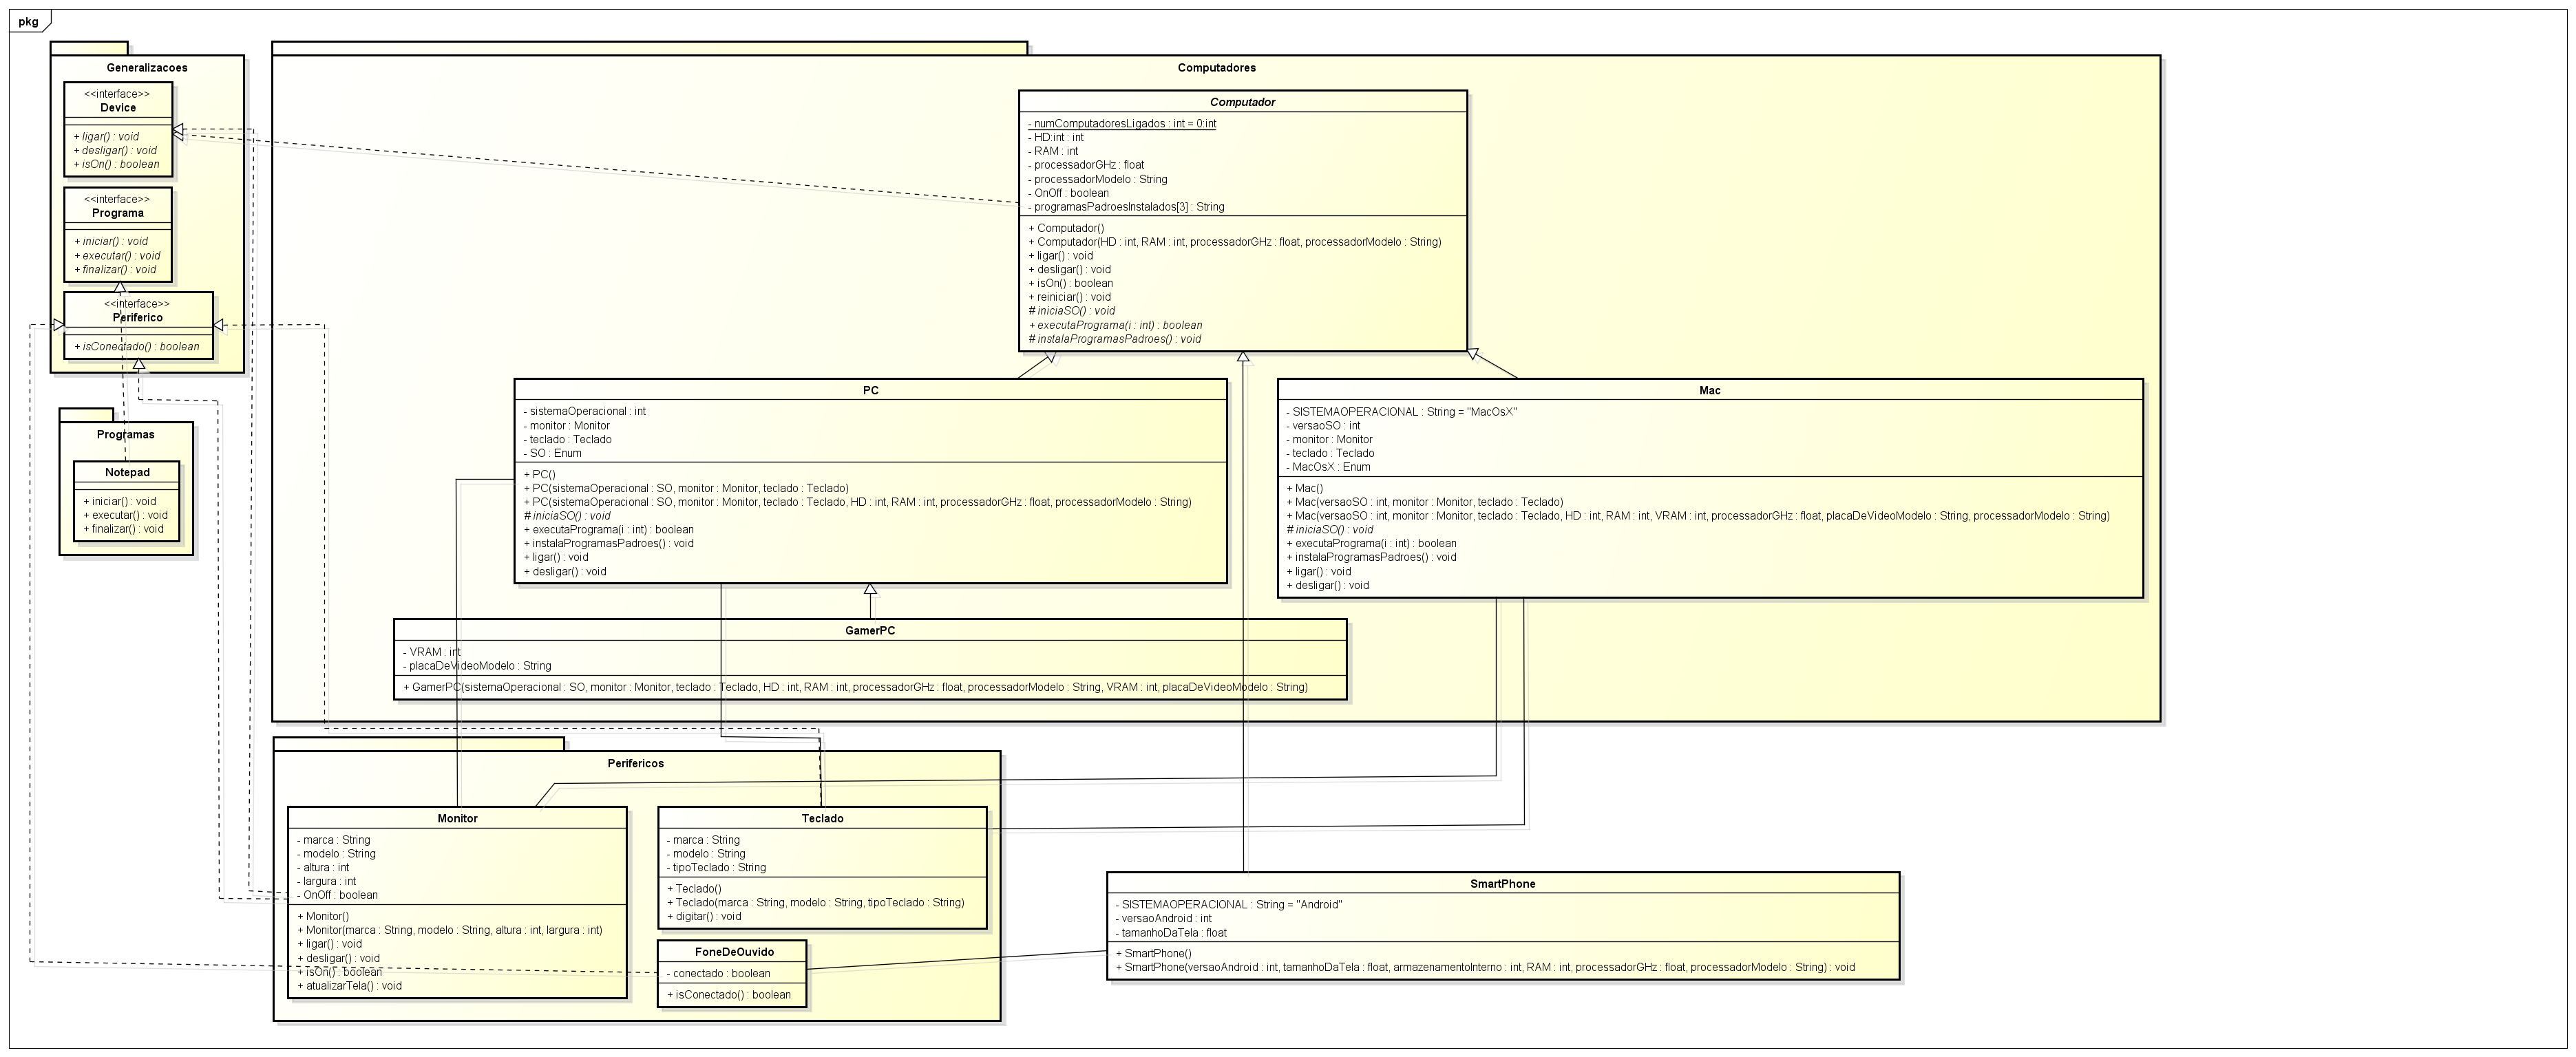 pkg
Generalizacoes
<<interface>>
Device
+ ligar() : void
+ desligar() : void
+ isOn() : boolean
<<interface>>
Programa
+ iniciar() : void
+ executar() : void
+ finalizar() : void
<<interface>>
Periferico
+ isConectado() : boolean
Programas
Notepad
+ iniciar() : void
+ executar() : void
+ finalizar() : void
Computadores
Computador
- numComputadoresLigados : int = 0:int
- HD:int : int
- RAM : int
- processadorGHz : float
- processadorModelo : String
- OnOff : boolean
- programasPadroesInstalados[3] : String
+ Computador()
+ Computador(HD : int, RAM : int, processadorGHz : float, processadorModelo : String)
+ ligar() : void
+ desligar() : void
+ isOn() : boolean
+ reiniciar() : void
# iniciaSO() : void
+ executaPrograma(i : int) : boolean
# instalaProgramasPadroes() : void
PC
- sistemaOperacional : int
- monitor : Monitor
- teclado : Teclado
- SO : Enum
+ PC()
+ PC(sistemaOperacional : SO, monitor : Monitor, teclado : Teclado)
+ PC(sistemaOperacional : SO, monitor : Monitor, teclado : Teclado, HD : int, RAM : int, processadorGHz : float, processadorModelo : String)
# iniciaSO() : void
+ executaPrograma(i : int) : boolean
+ instalaProgramasPadroes() : void
+ ligar() : void
+ desligar() : void
Mac
- SISTEMAOPERACIONAL : String = "MacOsX"
- versaoSO : int
- monitor : Monitor
- teclado : Teclado
- MacOsX : Enum
+ Mac()
+ Mac(versaoSO : int, monitor : Monitor, teclado : Teclado)
+ Mac(versaoSO : int, monitor : Monitor, teclado : Teclado, HD : int, RAM : int, VRAM : int, processadorGHz : float, placaDeVideoModelo : String, processadorModelo : String)
# iniciaSO() : void
+ executaPrograma(i : int) : boolean
+ instalaProgramasPadroes() : void
+ ligar() : void
+ desligar() : void
GamerPC
- VRAM : int
- placaDeVideoModelo : String
+ GamerPC(sistemaOperacional : SO, monitor : Monitor, teclado : Teclado, HD : int, RAM : int, processadorGHz : float, processadorModelo : String, VRAM : int, placaDeVideoModelo : String)
Perifericos
Monitor
- marca : String
- modelo : String
- altura : int
- largura : int
- OnOff : boolean
+ Monitor()
+ Monitor(marca : String, modelo : String, altura : int, largura : int)
+ ligar() : void
+ desligar() : void
+ isOn() : boolean
+ atualizarTela() : void
Teclado
- marca : String
- modelo : String
- tipoTeclado : String
+ Teclado()
+ Teclado(marca : String, modelo : String, tipoTeclado : String)
+ digitar() : void
FoneDeOuvido
- conectado : boolean
+ isConectado() : boolean
SmartPhone
- SISTEMAOPERACIONAL : String = "Android"
- versaoAndroid : int
- tamanhoDaTela : float
+ SmartPhone()
+ SmartPhone(versaoAndroid : int, tamanhoDaTela : float, armazenamentoInterno : int, RAM : int, processadorGHz : float, processadorModelo : String) : void